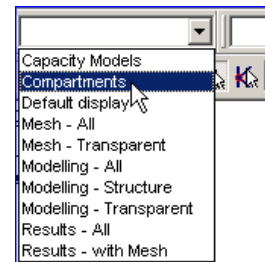 Capacity Models
Compartments
Default display
Mesh - All
Mesh - Transparent
Modelling - All
Modelling - Structure
Modelling - Transparent
Results - All
Results - with Mesh